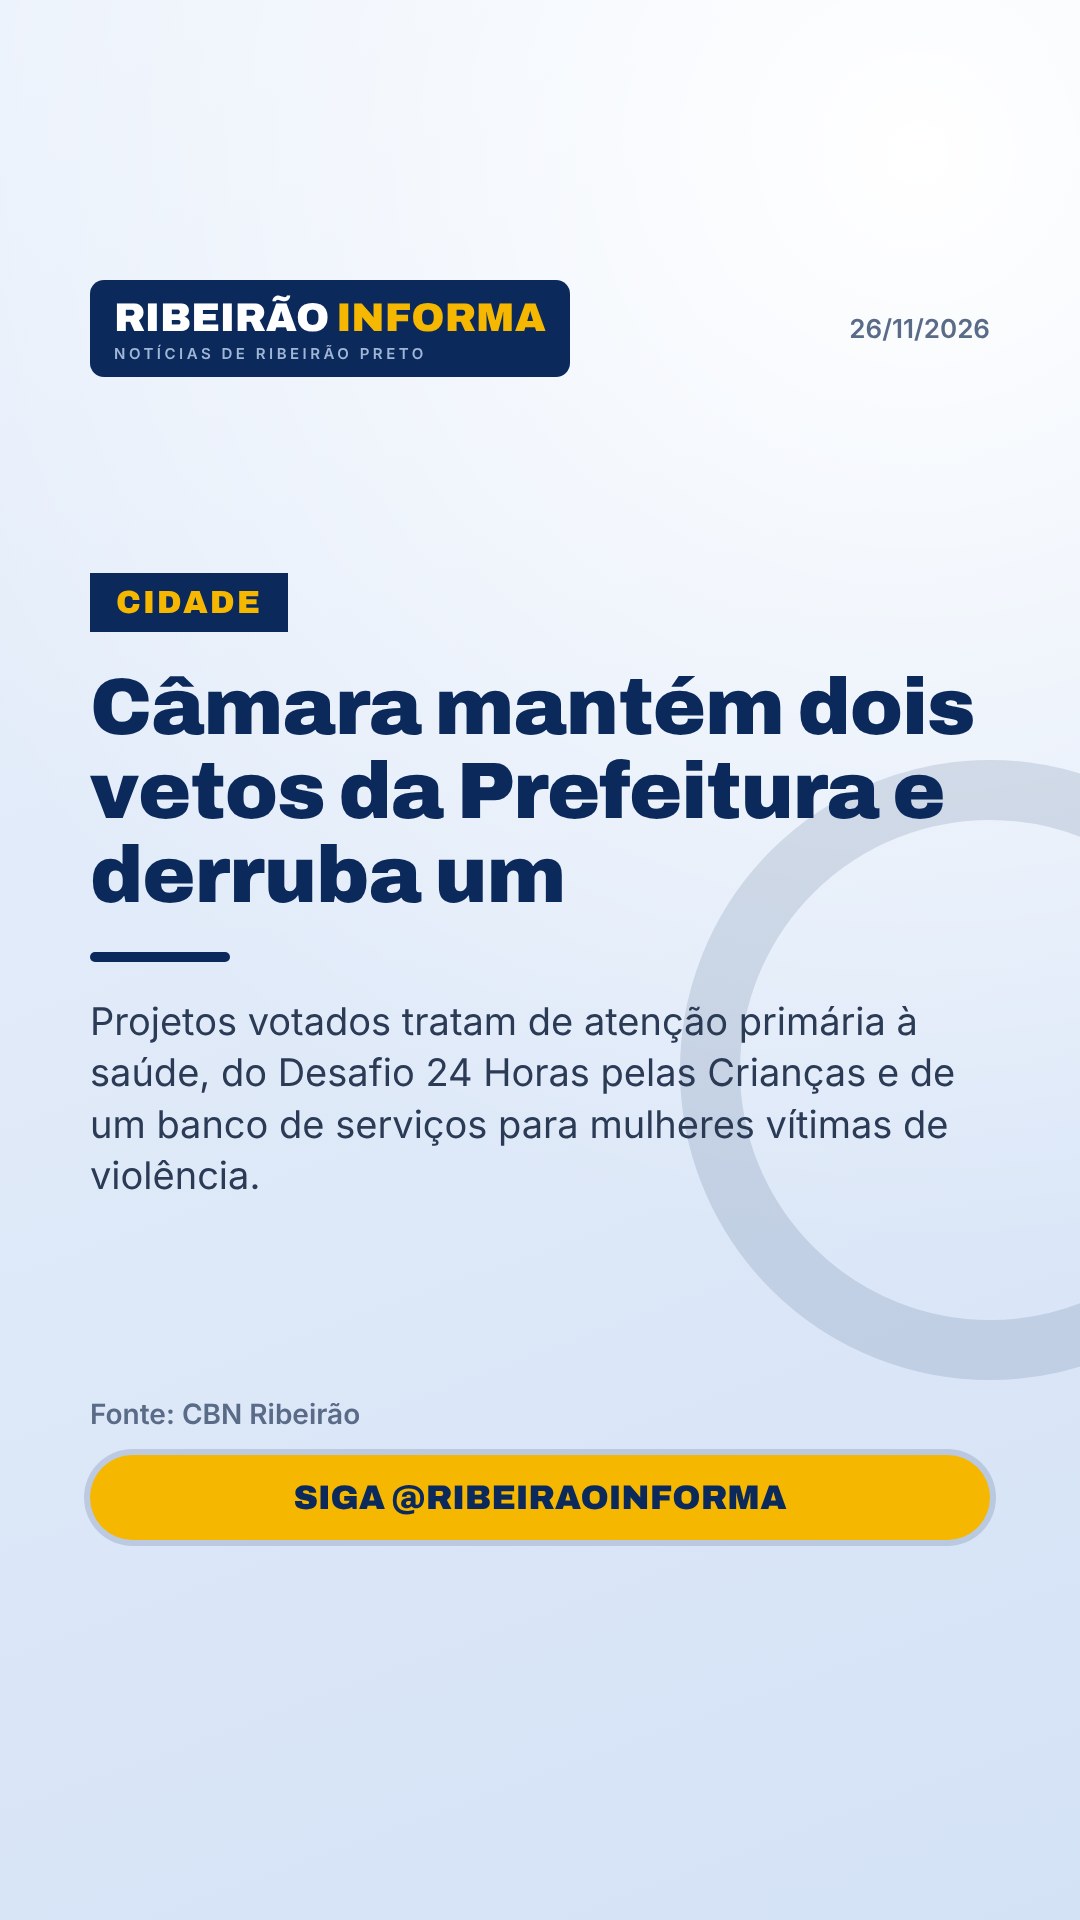 RIBEIRÃO INFORMA
NOTÍCIAS DE RIBEIRÃO PRETO
26/11/2026
CIDADE
Câmara mantém dois
vetos da Prefeitura e
derruba um
Projetos votados tratam de atenção primária à
saúde, do Desafio 24 Horas pelas Crianças e de
um banco de serviços para mulheres vítimas de
violência.
Fonte: CBN Ribeirão
SIGA @RIBEIRAOINFORMA